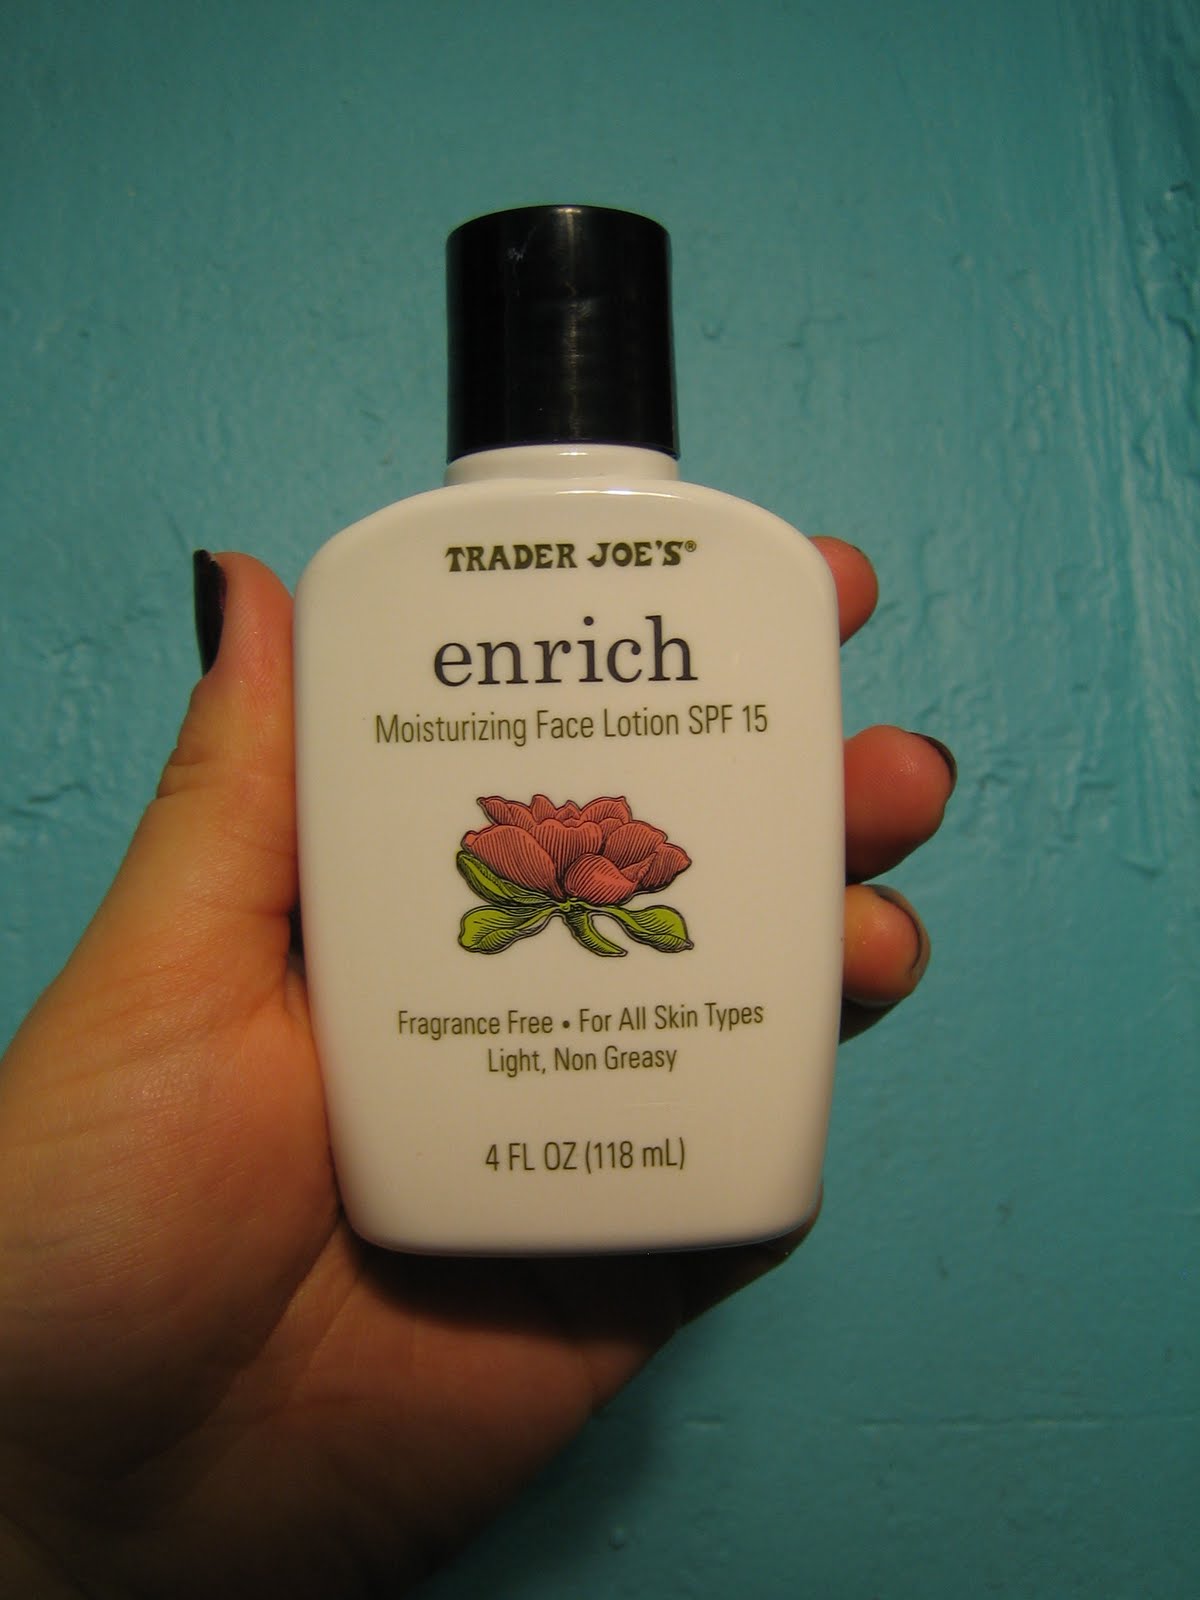 TRADER JOE'S®
enrich
Moisturizing Face Lotion SPF 15
Fragrance Free • For All Skin Types
Light, Non Greasy
4 FL OZ (118 mL)